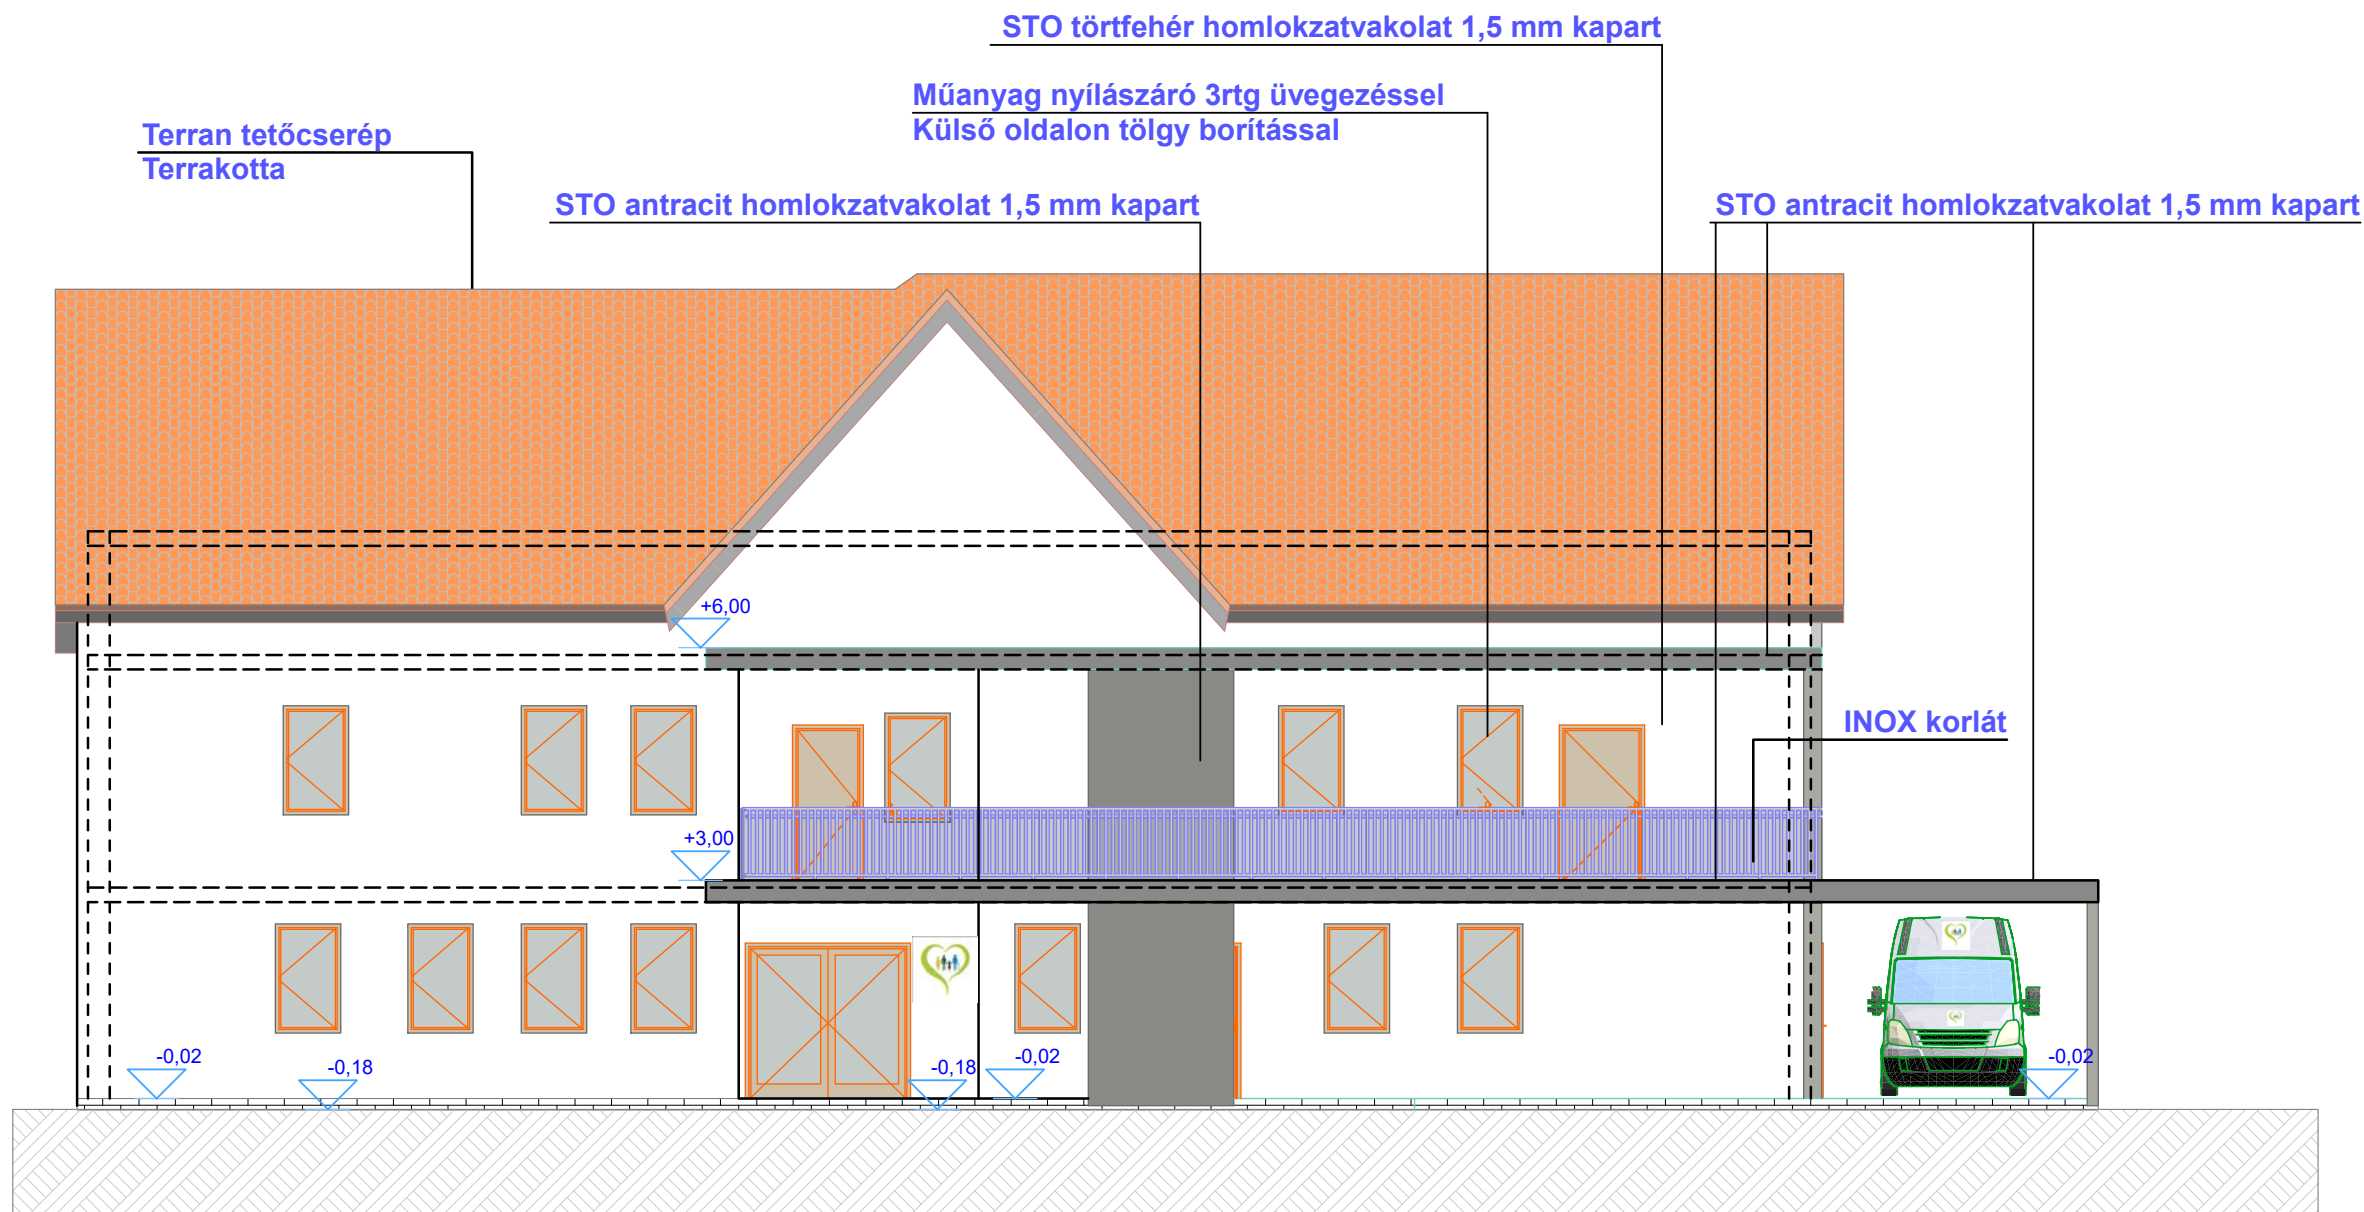 STO törtfehér homlokzatvakolat 1,5 mm kapart
Műanyag nyílászáró 3rtg üvegezéssel
Külső oldalon tölgy borítással
Terran tetőcserép
Terrakotta
STO antracit homlokzatvakolat 1,5 mm kapart
STO antracit homlokzatvakolat 1,5 mm kapart
+6,00
INOX korlát
+3,00
-0,02
-0,18
-0,18
-0,02
-0,02